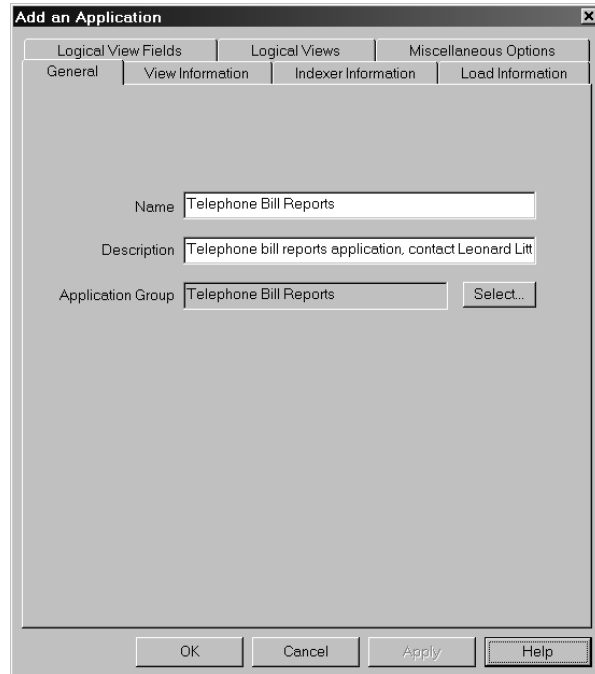 Add an Application
Logical View Fields Logical Views Miscellaneous Options
General View Information Indexer Information Load Information
Name Telephone Bill Reports
Description Telephone bill reports application, contact Leonard Litt
Application Group Telephone Bill Reports Select...
OK Cancel Apply Help